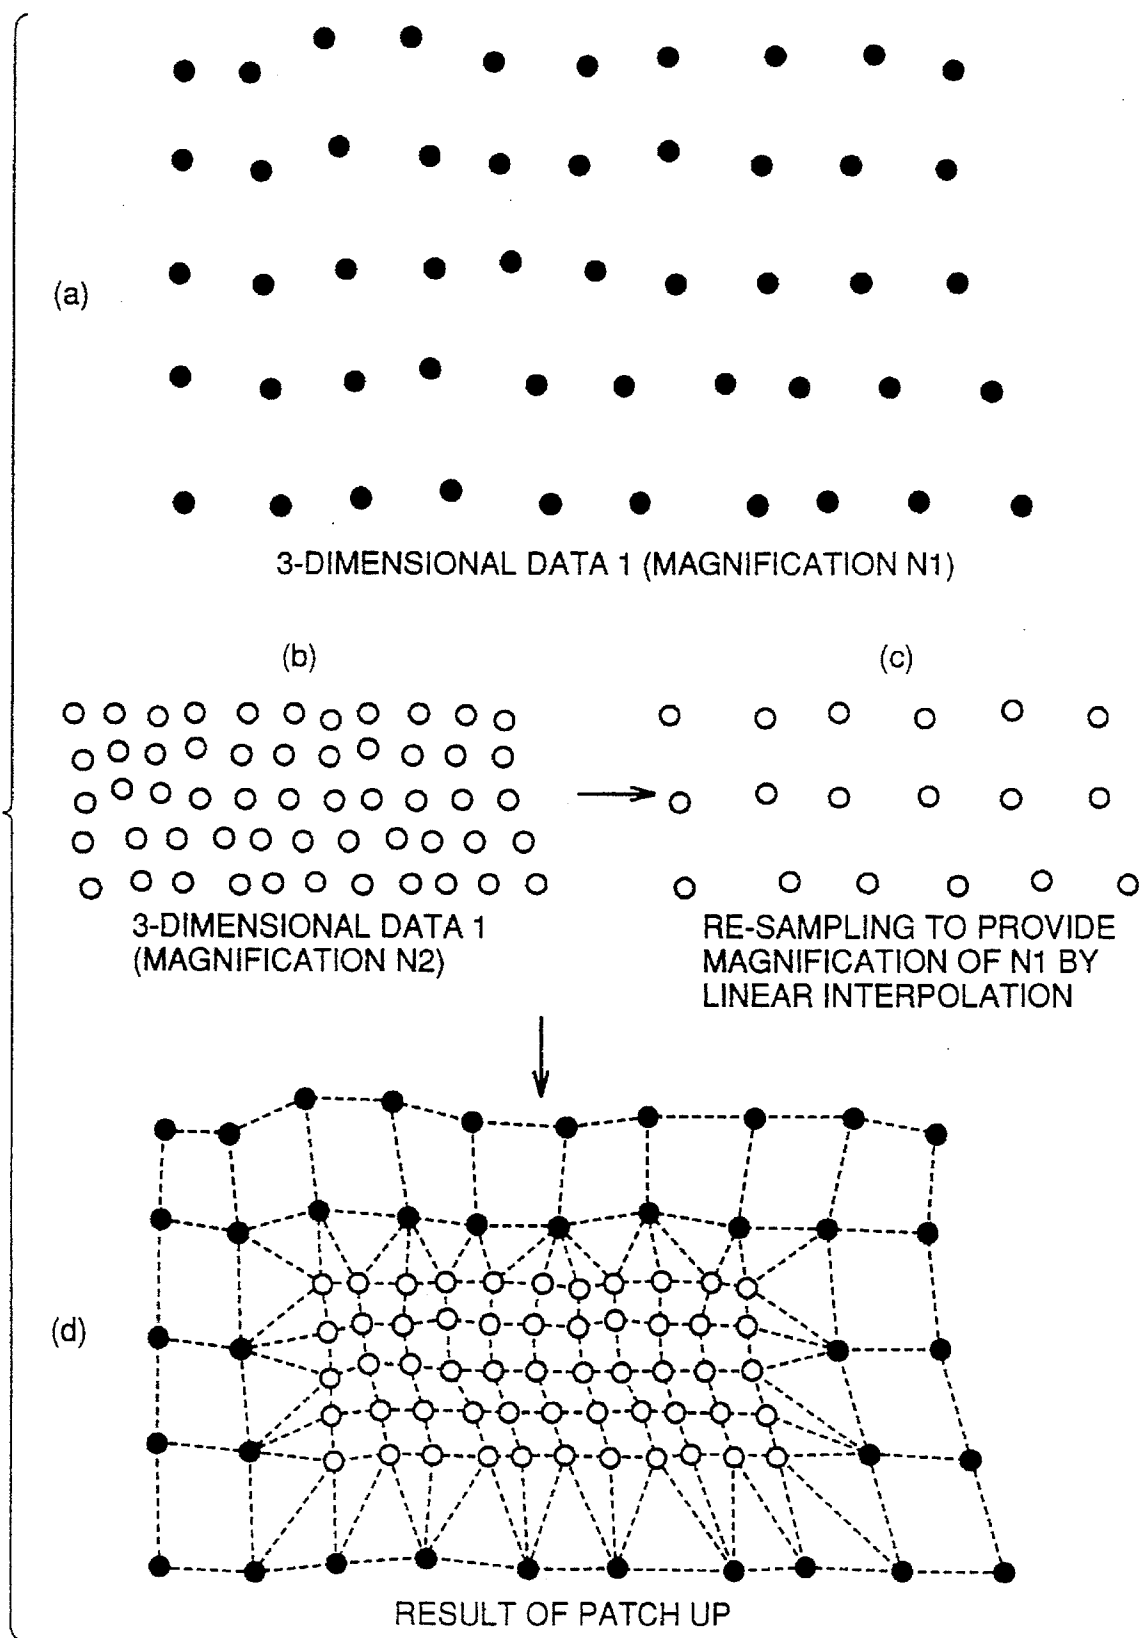 (a)
3-DIMENSIONAL DATA 1 (MAGNIFICATION N1)
(b)
(c)
3-DIMENSIONAL DATA 1
(MAGNIFICATION N2)
RE-SAMPLING TO PROVIDE
MAGNIFICATION OF N1 BY
LINEAR INTERPOLATION
(d)
RESULT OF PATCH UP